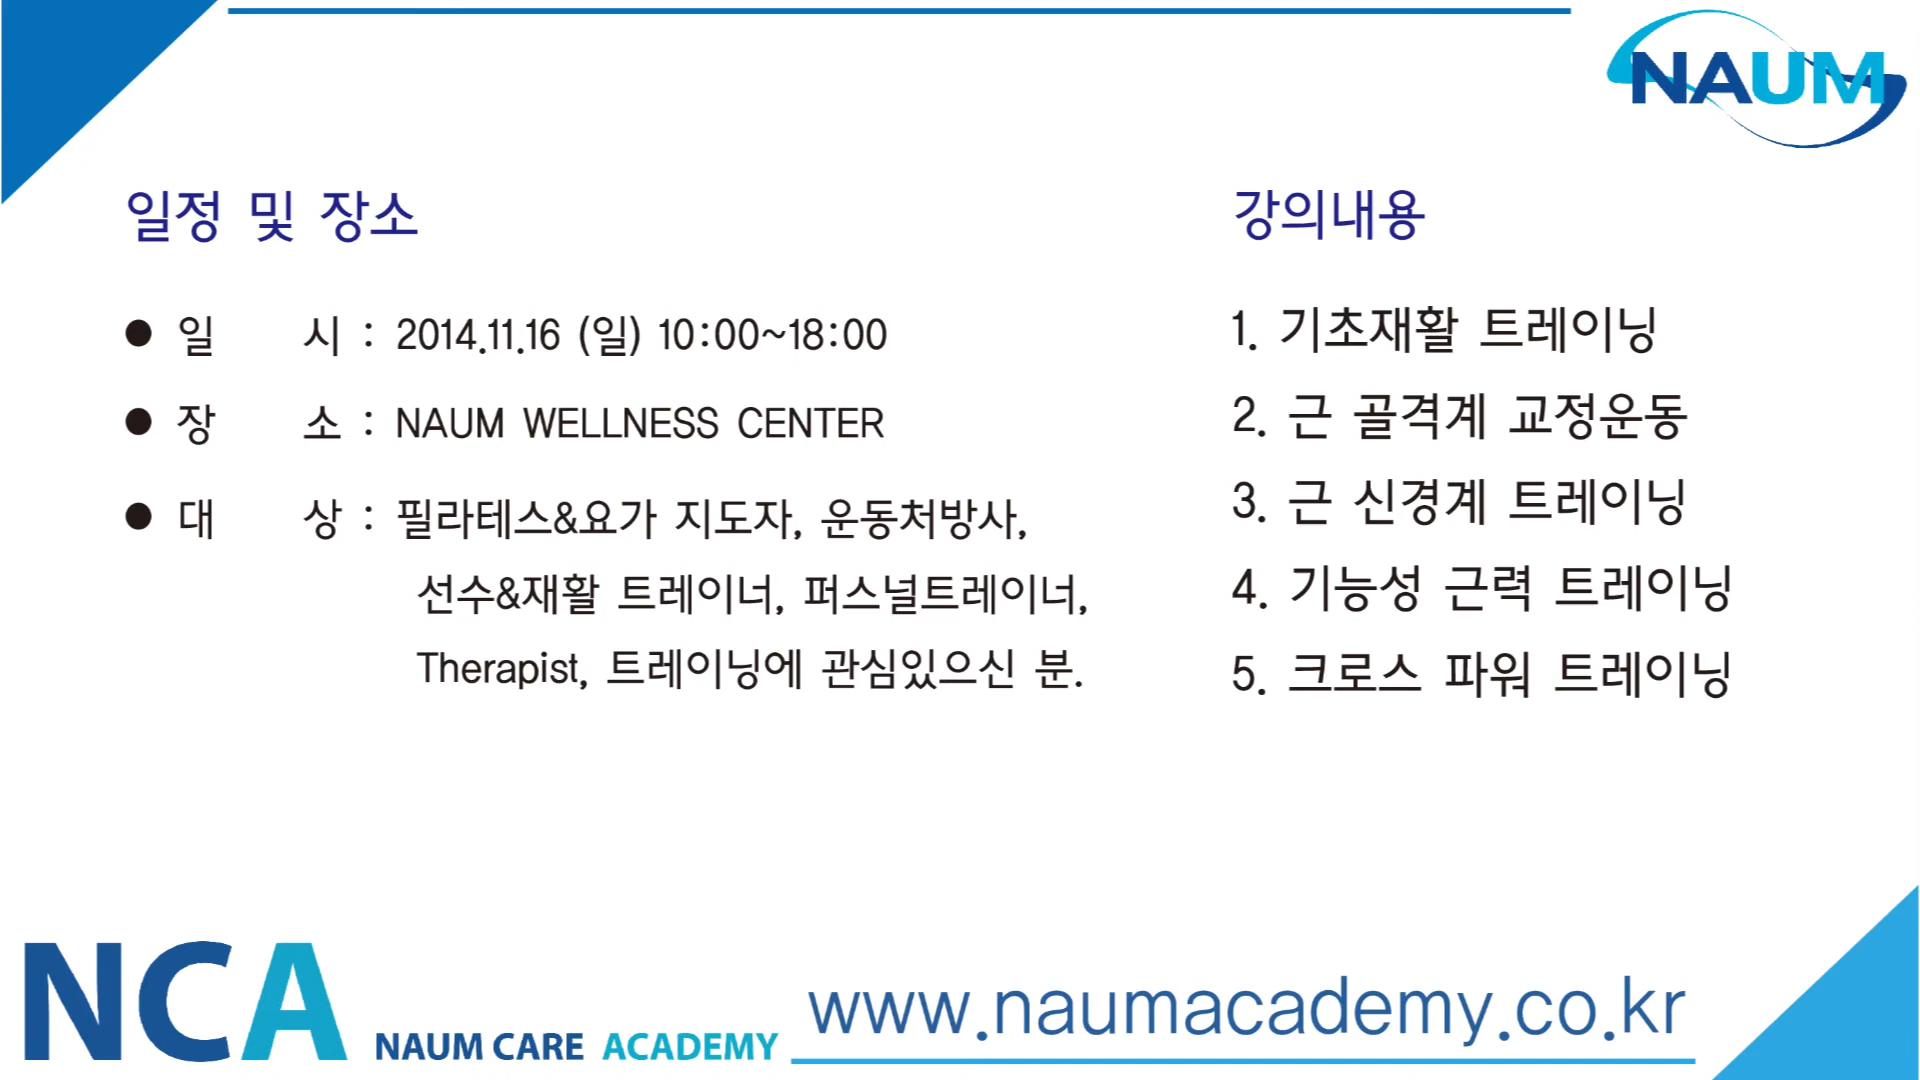 NAUM
일정 및 장소
● 일 시 : 2014.11.16 (일) 10:00~18:00
● 장 소 : NAUM WELLNESS CENTER
● 대 상 : 필라테스&요가 지도자, 운동처방사,
선수&재활 트레이너, 퍼스널트레이너,
Therapist, 트레이닝에 관심있으신 분.
강의내용
1. 기초재활 트레이닝
2. 근 골격계 교정운동
3. 근 신경계 트레이닝
4. 기능성 근력 트레이닝
5. 크로스 파워 트레이닝
NCA NAUM CARE ACADEMY
www.naumacademy.co.kr